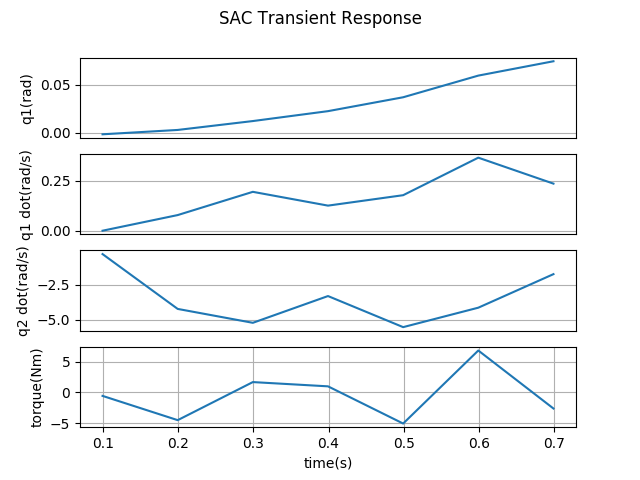 SAC Transient Response
q1(rad)
0.05
0.00
q1 dot(rad/s)
0.25
0.00
q2 dot(rad/s)
−2.5
−5.0
torque(Nm)
5
0
−5
0.1 0.2 0.3 0.4 0.5 0.6 0.7
time(s)